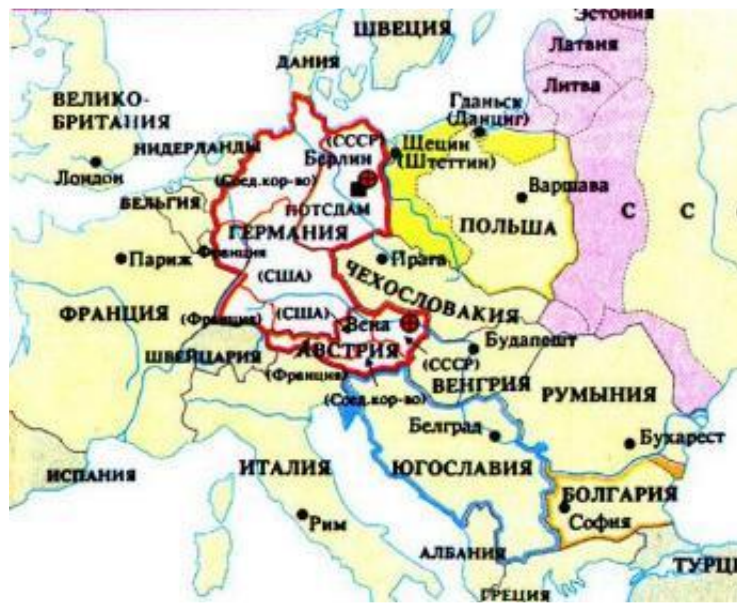 Эстония
ШВЕЦИЯ
Латвия
ДАНИЯ
Литва
ВЕЛИКО-
БРИТАНИЯ
Гданьск
(Данциг)
НИДЕРЛАНДЫ
(СССР)
Щецин
(Штеттин)
Берлин
Лондон
(Соед.кор-во)
Варшава
БЕЛЬГИЯ
ПОТСДАМ
ПОЛЬША
С
С
ГЕРМАНИЯ
Франция
Париж
Прага
(США)
ЧЕХОСЛОВАКИЯ
ФРАНЦИЯ
(Франция)
(США)
Вена
Будапешт
ШВЕЙЦАРИЯ
АВСТРИЯ
(СССР)
(Франция)
ВЕНГРИЯ
РУМЫНИЯ
(Соед.кор-во)
Белград
Бухарест
ИСПАНИЯ
ИТАЛИЯ
ЮГОСЛАВИЯ
БОЛГАРИЯ
Рим
София
АЛБАНИЯ
ТУРЦИ
ГРЕЦИЯ